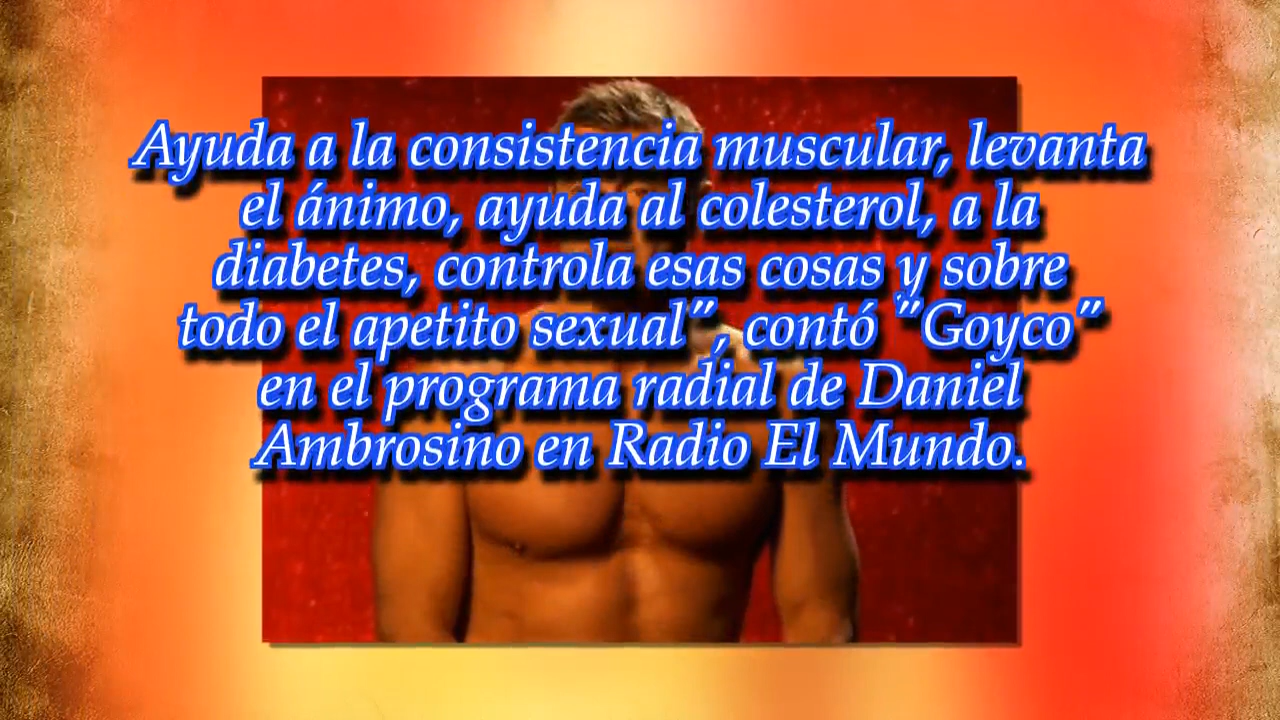 Ayuda a la consistencia muscular, levanta
el ánimo, ayuda al colesterol, a la
diabetes, controla esas cosas y sobre
todo el apetito sexual", contó "Goyco"
en el programa radial de Daniel
Ambrosino en Radio El Mundo.